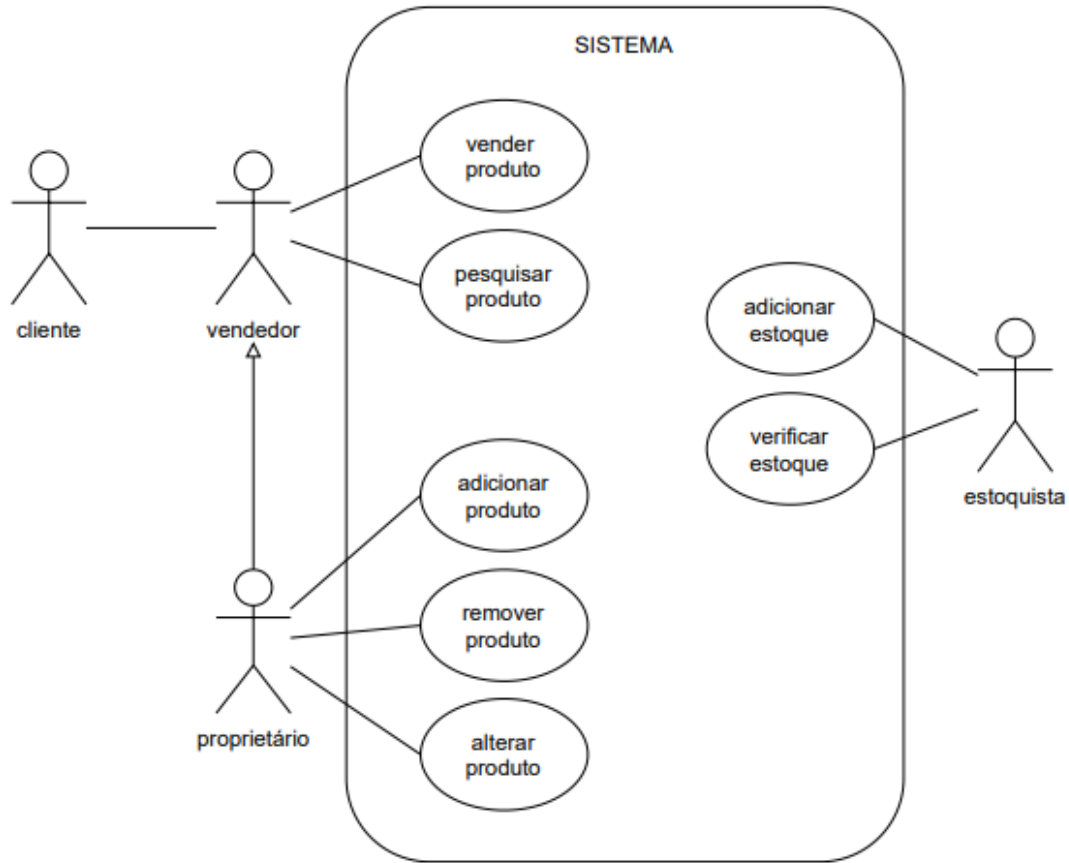 SISTEMA
vender
produto
pesquisar
produto
cliente
vendedor
adicionar
estoque
verificar
estoque
estoquista
adicionar
produto
remover
produto
proprietário
alterar
produto